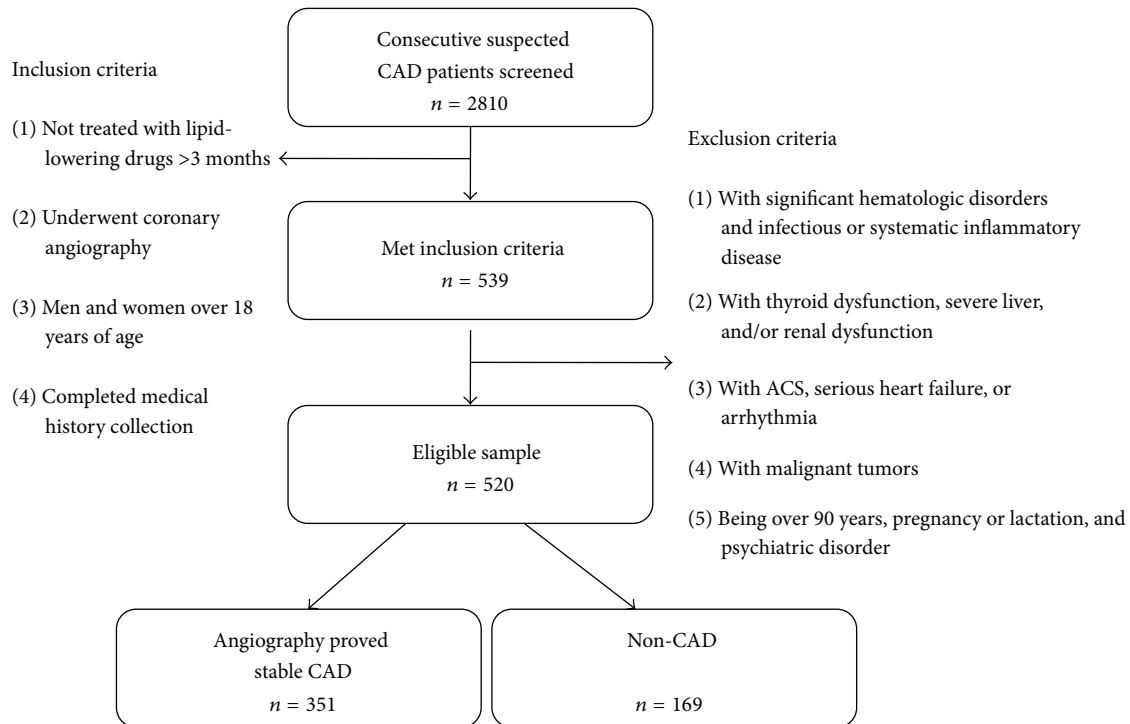 Consecutive suspected
CAD patients screened
n = 2810
Inclusion criteria
(1) Not treated with lipid-
lowering drugs >3 months
(2) Underwent coronary
angiography
(3) Men and women over 18
years of age
(4) Completed medical
history collection
Met inclusion criteria
n = 539
Exclusion criteria
(1) With significant hematologic disorders
and infectious or systematic inflammatory
disease
(2) With thyroid dysfunction, severe liver,
and/or renal dysfunction
(3) With ACS, serious heart failure, or
arrhythmia
(4) With malignant tumors
(5) Being over 90 years, pregnancy or lactation, and
psychiatric disorder
Eligible sample
n = 520
Angiography proved
stable CAD
n = 351
Non-CAD
n = 169